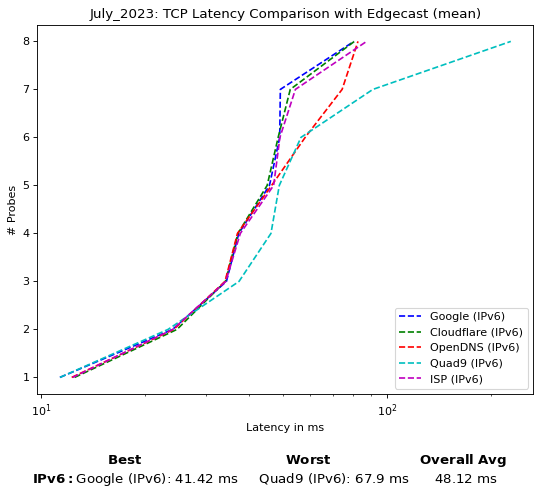 July_2023: TCP Latency Comparison with Edgecast (mean)
8
7
6
5
4
3
2
1
# Probes
Google (IPv6)
Cloudflare (IPv6)
OpenDNS (IPv6)
Quad9 (IPv6)
ISP (IPv6)
10¹ 10²
Latency in ms
Best Worst Overall Avg
IPv6: Google (IPv6): 41.42 ms Quad9 (IPv6): 67.9 ms 48.12 ms